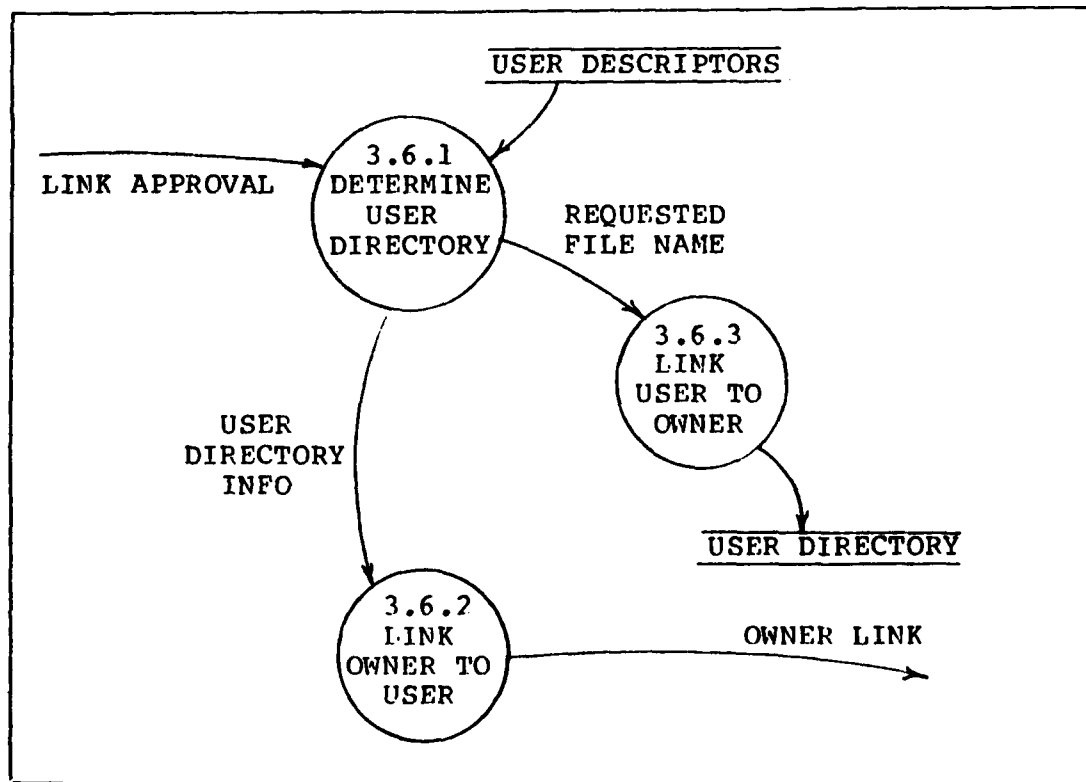 USER DESCRIPTORS
LINK APPROVAL
3.6.1
DETERMINE
USER
DIRECTORY
REQUESTED
FILE NAME
3.6.3
LINK
USER TO
OWNER
USER
DIRECTORY
INFO
USER DIRECTORY
3.6.2
LINK
OWNER TO
USER
OWNER LINK